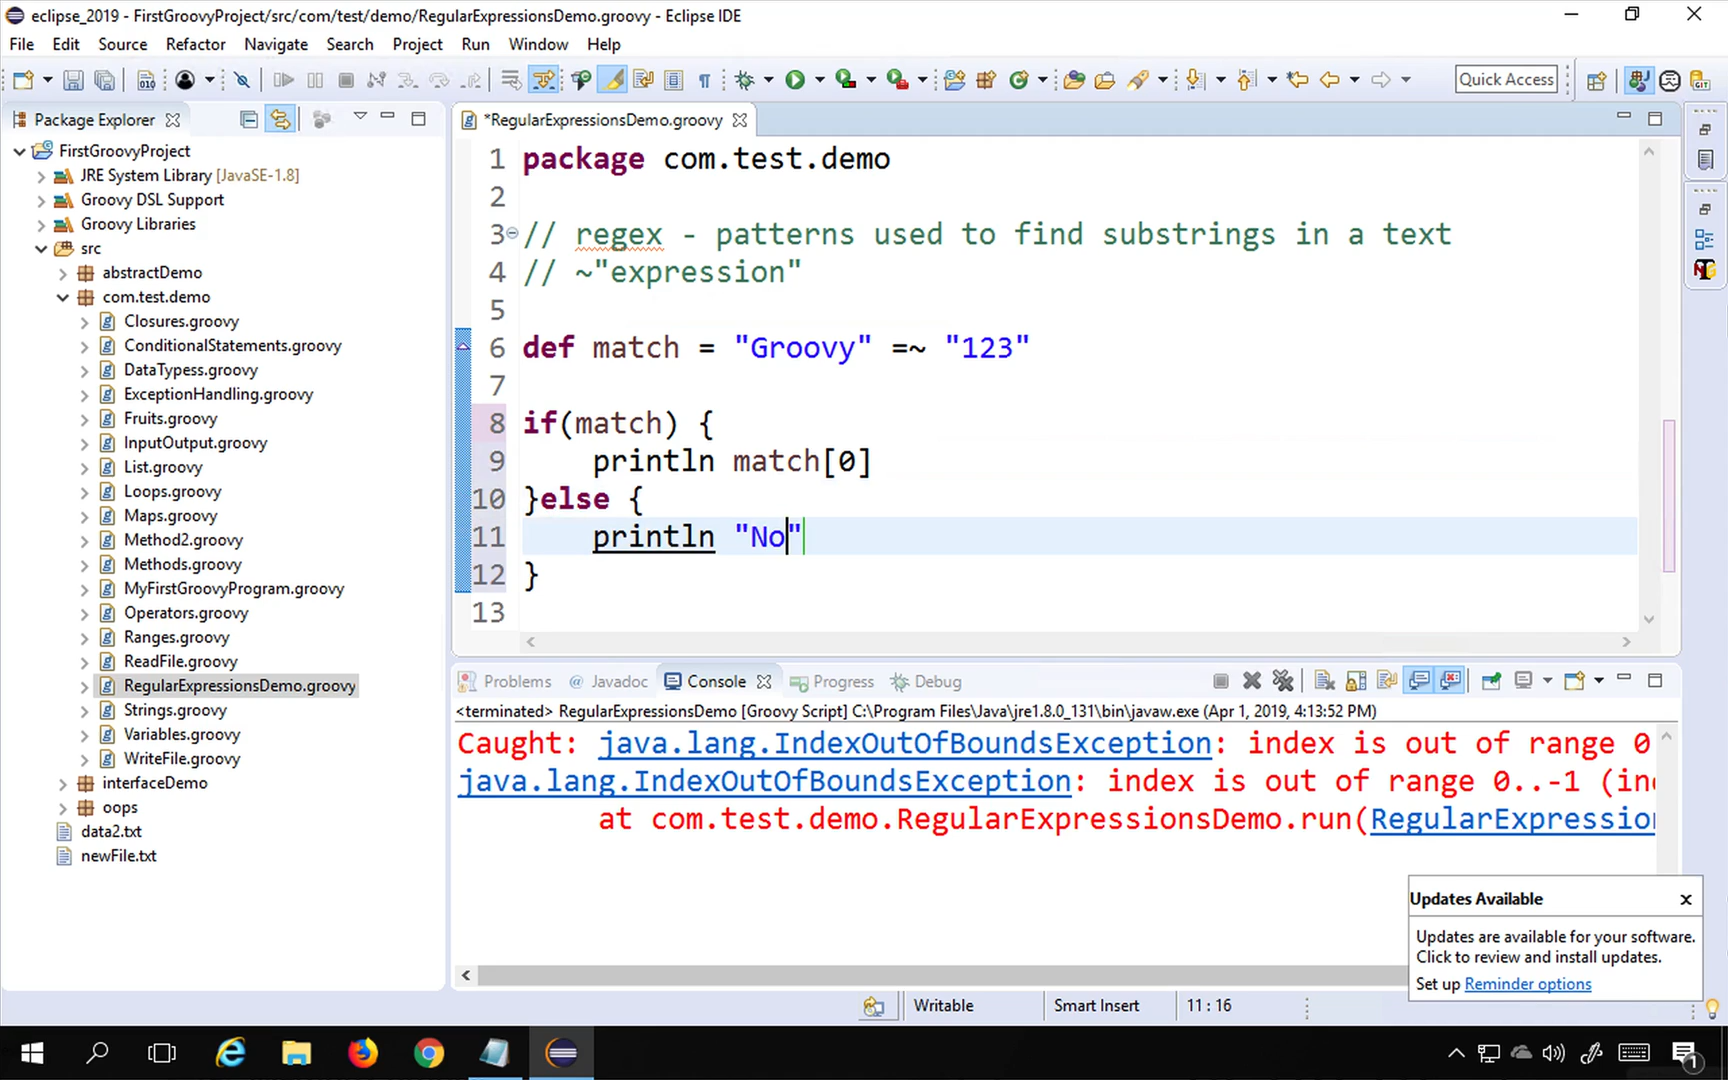 eclipse_2019 - FirstGroovyProject/src/com/test/demo/RegularExpressionsDemo.groovy - Eclipse IDE
File Edit Source Refactor Navigate Search Project Run Window Help
Quick Access
Package Explorer
FirstGroovyProject
JRE System Library [JavaSE-1.8]
Groovy DSL Support
Groovy Libraries
src
abstractDemo
com.test.demo
Closures.groovy
ConditionalStatements.groovy
DataTypess.groovy
ExceptionHandling.groovy
Fruits.groovy
InputOutput.groovy
List.groovy
Loops.groovy
Maps.groovy
Method2.groovy
Methods.groovy
MyFirstGroovyProgram.groovy
Operators.groovy
Ranges.groovy
ReadFile.groovy
RegularExpressionsDemo.groovy
Strings.groovy
Variables.groovy
WriteFile.groovy
interfaceDemo
oops
data2.txt
newFile.txt
*RegularExpressionsDemo.groovy
1 package com.test.demo
2
3 // regex - patterns used to find substrings in a text
4 // ~"expression"
5
6 def match = "Groovy" =~ "123"
7
8 if(match) {
9 println match[0]
10 }else {
11 println "No"
12 }
13
Problems @ Javadoc Console Progress Debug
<terminated> RegularExpressionsDemo [Groovy Script] C:\Program Files\Java\jre1.8.0_131\bin\javaw.exe (Apr 1, 2019, 4:13:52 PM)
Caught: java.lang.IndexOutOfBoundsException: index is out of range 0
java.lang.IndexOutOfBoundsException: index is out of range 0..-1 (in
at com.test.demo.RegularExpressionsDemo.run(RegularExpression
Updates Available
Updates are available for your software.
Click to review and install updates.
Set up Reminder options
Writable Smart Insert 11 : 16
1